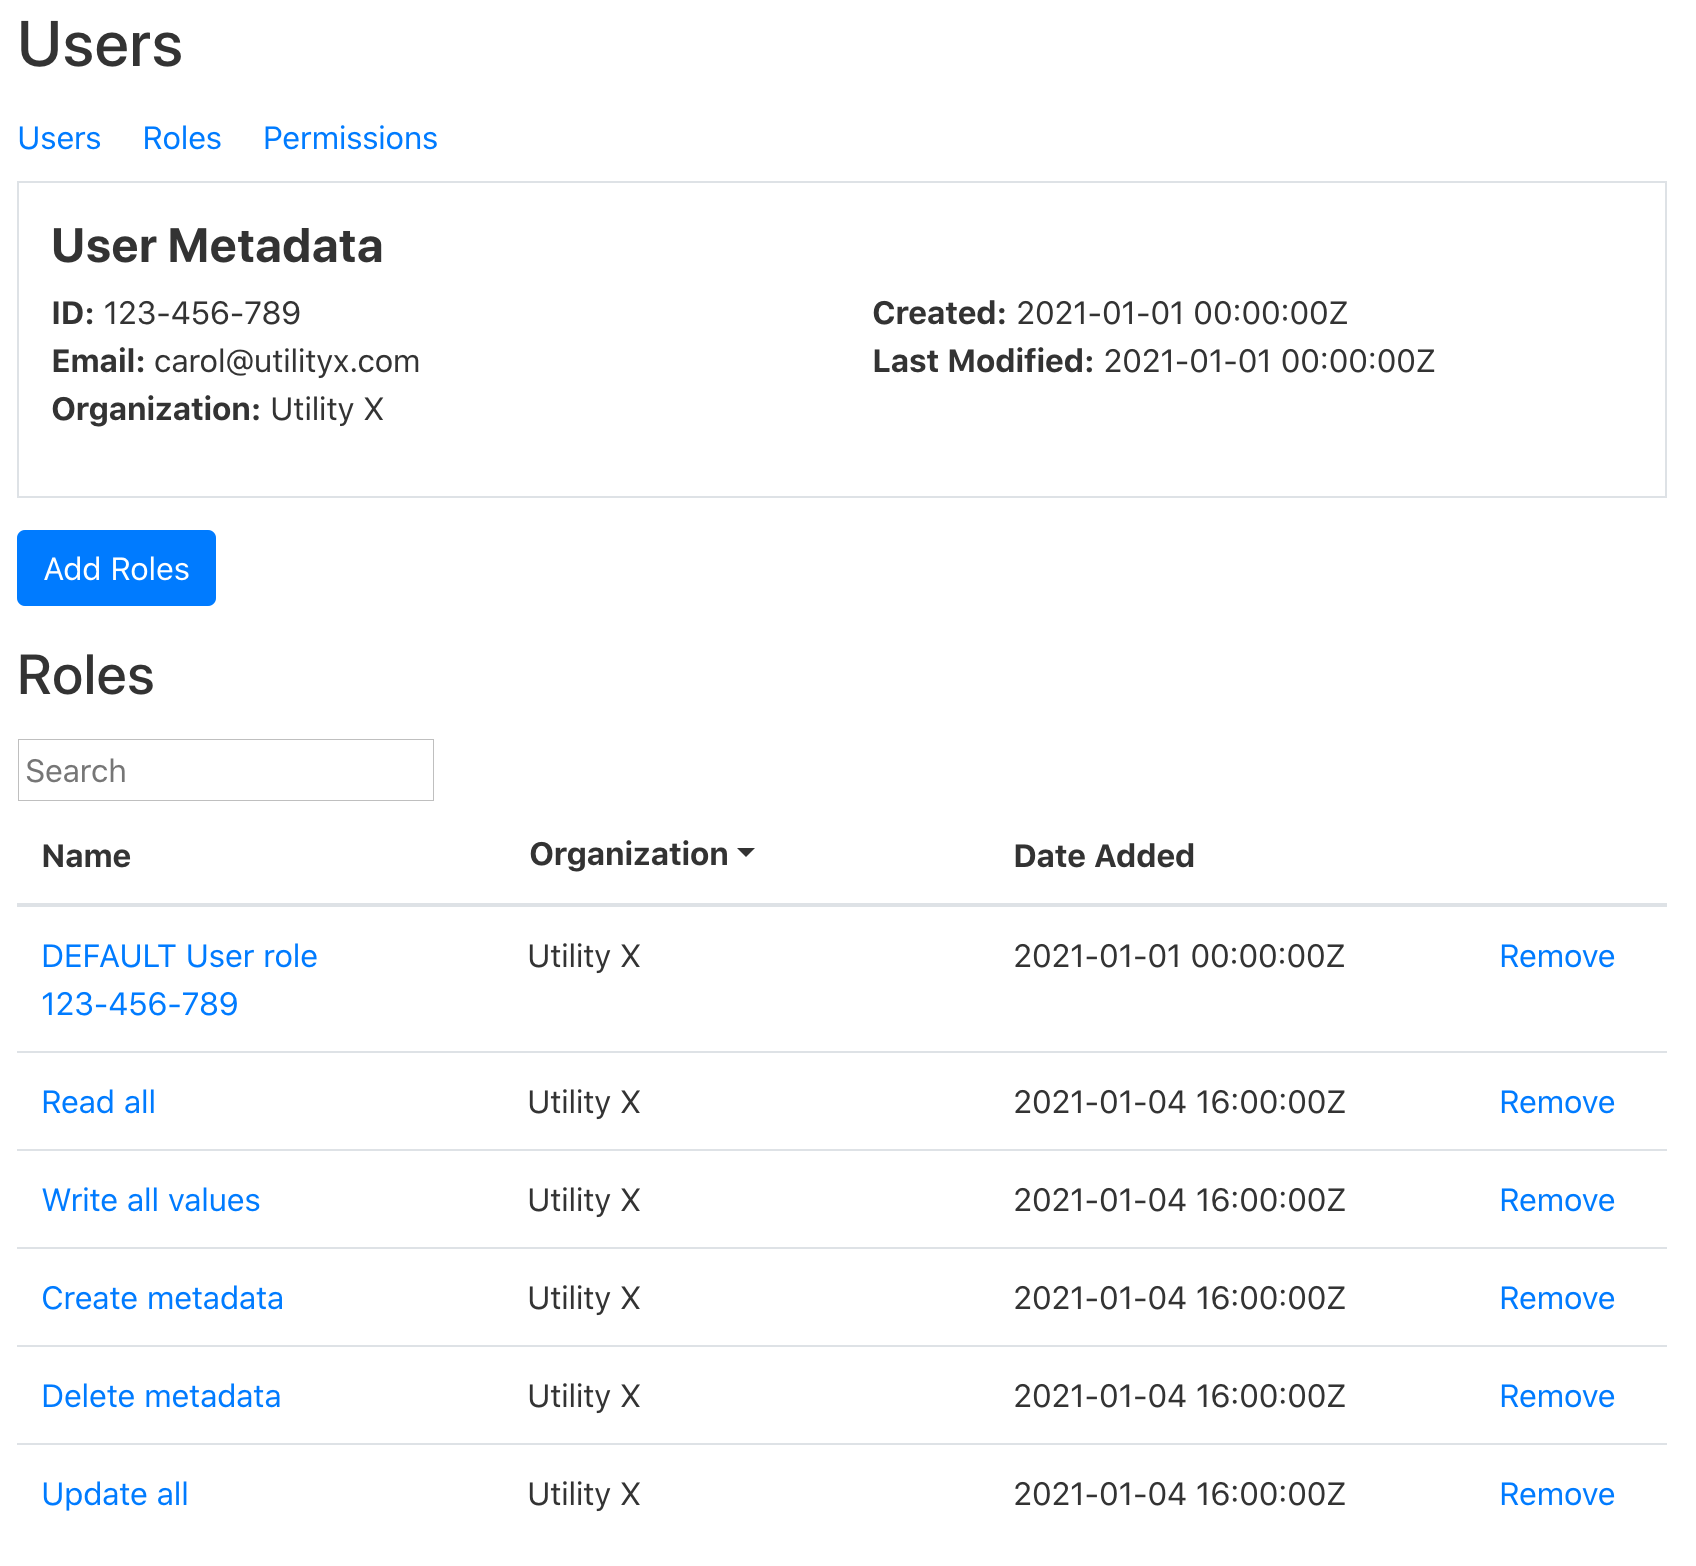 Users
Users Roles Permissions
User Metadata
ID: 123-456-789 Created: 2021-01-01 00:00:00Z
Email: carol@utilityx.com Last Modified: 2021-01-01 00:00:00Z
Organization: Utility X
Add Roles
Roles
Search
Name Organization Date Added
DEFAULT User role Utility X 2021-01-01 00:00:00Z Remove
123-456-789
Read all Utility X 2021-01-04 16:00:00Z Remove
Write all values Utility X 2021-01-04 16:00:00Z Remove
Create metadata Utility X 2021-01-04 16:00:00Z Remove
Delete metadata Utility X 2021-01-04 16:00:00Z Remove
Update all Utility X 2021-01-04 16:00:00Z Remove